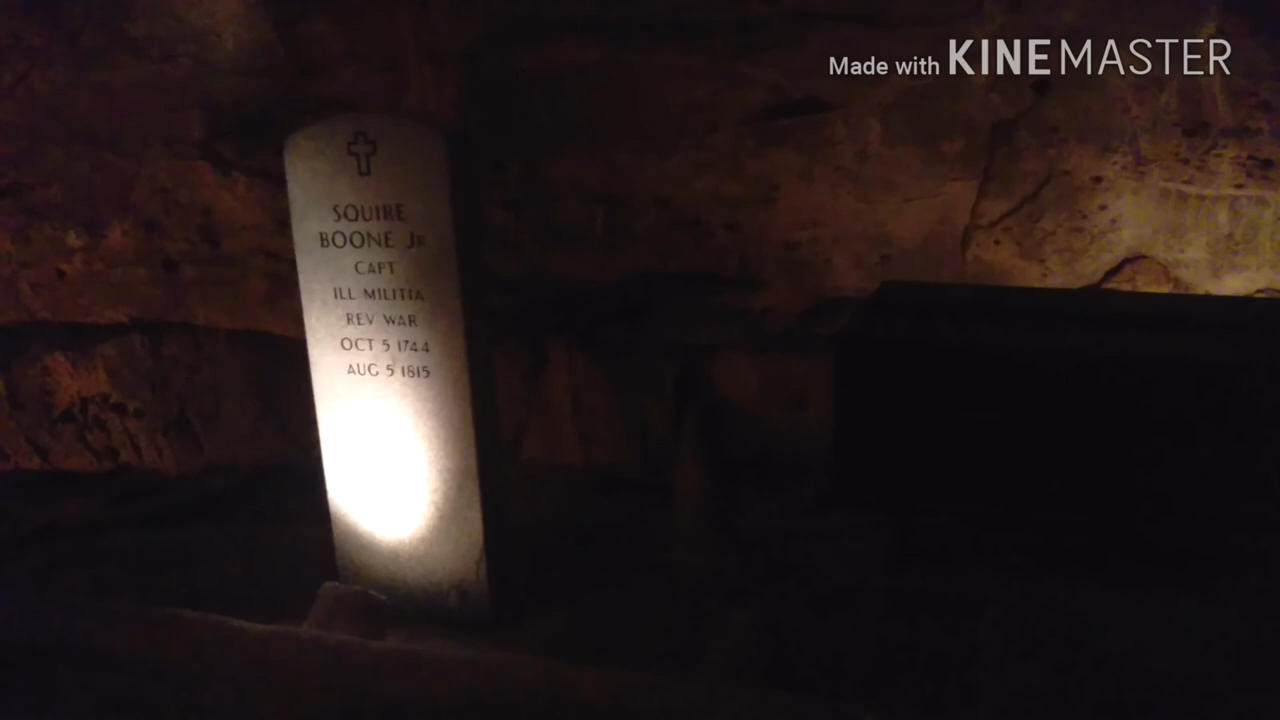 Made with KINEMASTER
SQUIRE
BOONE JR
CAPT
ILL MILITIA
REV WAR
OCT 5 1744
AUG 5 1815